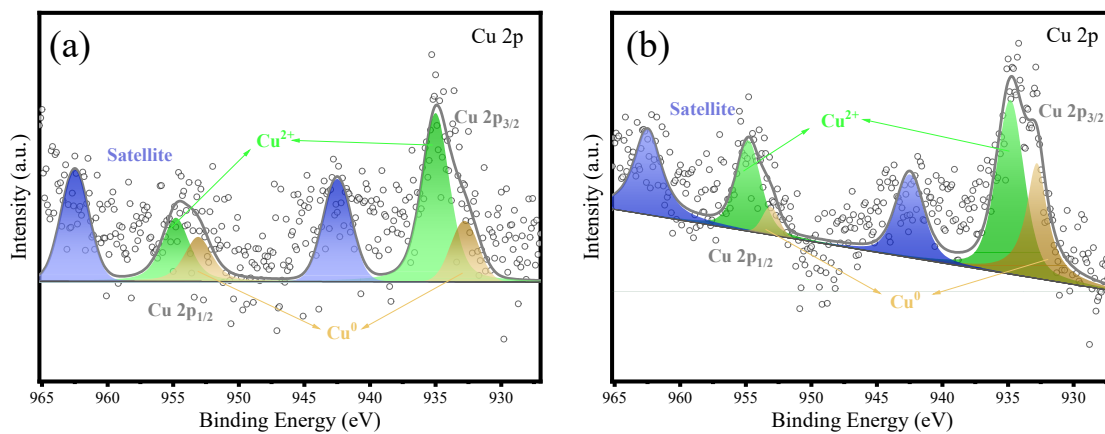 (a)
Cu 2p
Cu 2p3/2
Cu2+
Satellite
Cu 2p1/2
Cu0
Intensity (a.u.)
965 960 955 950 945 940 935 930
Binding Energy (eV)
(b)
Cu 2p
Cu 2p3/2
Cu2+
Satellite
Cu 2p1/2
Cu0
Intensity (a.u.)
965 960 955 950 945 940 935 930
Binding Energy (eV)